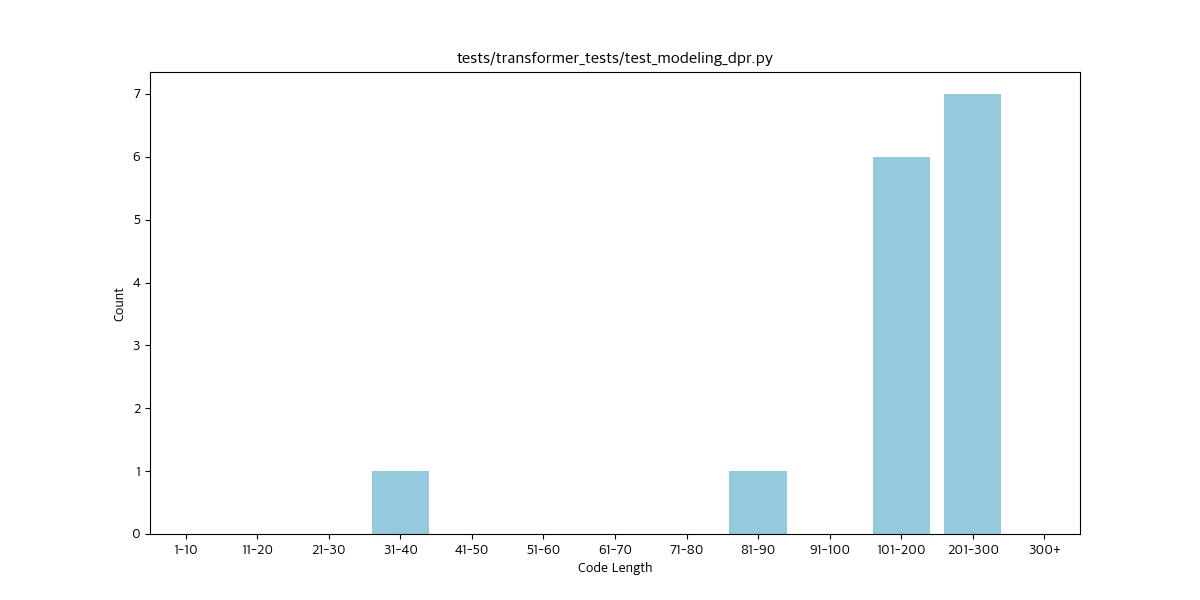 tests/transformer_tests/test_modeling_dpr.py
7
6
5
4
3
2
1
0
Count
1-10 11-20 21-30 31-40 41-50 51-60 61-70 71-80 81-90 91-100 101-200 201-300 300+
Code Length